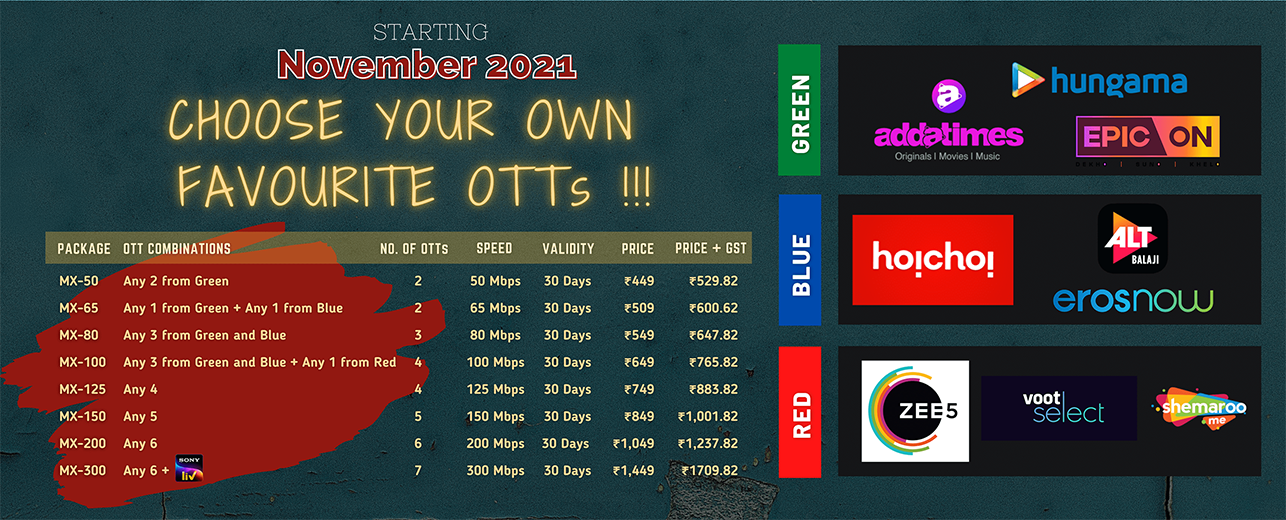 STARTING
November 2021
CHOOSE YOUR OWN
FAVOURITE OTTs !!!
PACKAGE OTT COMBINATIONS NO. OF OTTs SPEED VALIDITY PRICE PRICE + GST
MX-50 Any 2 from Green 2 50 Mbps 30 Days ₹449 ₹529.82
MX-65 Any 1 from Green + Any 1 from Blue 2 65 Mbps 30 Days ₹509 ₹600.62
MX-80 Any 3 from Green and Blue 3 80 Mbps 30 Days ₹549 ₹647.82
MX-100 Any 3 from Green and Blue + Any 1 from Red 4 100 Mbps 30 Days ₹649 ₹765.82
MX-125 Any 4 4 125 Mbps 30 Days ₹749 ₹883.82
MX-150 Any 5 5 150 Mbps 30 Days ₹849 ₹1,001.82
MX-200 Any 6 6 200 Mbps 30 Days ₹1,049 ₹1,237.82
MX-300 Any 6 + SONY liv 7 300 Mbps 30 Days ₹1,449 ₹1709.82
GREEN
hungama
a
addatimes
Originals | Movies | Music
EPIC ON
BLUE
hoichoi
ALT
BALAJI
erosnow
RED
ZEE5
voot
select
shemaroo
me